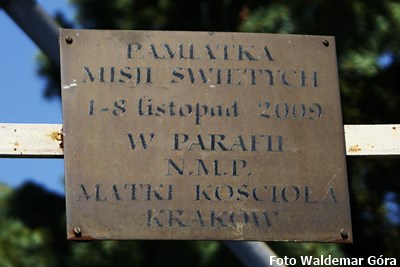 PAMIĄTKA
MISJI ŚWIĘTYCH
1-8 listopad 2009
W PARAFII
N.M.P.
MATKI KOŚCIOŁA
KRAKÓW
Foto Waldemar Góra